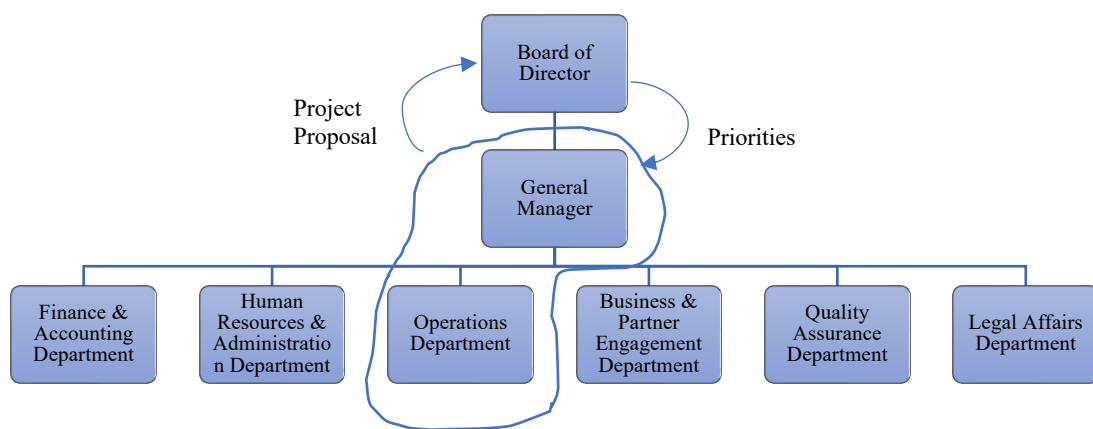 Board of
Director
Project
Proposal
Priorities
General
Manager
Finance &
Accounting
Department
Human
Resources &
Administratio
n Department
Operations
Department
Business &
Partner
Engagement
Department
Quality
Assurance
Department
Legal Affairs
Department